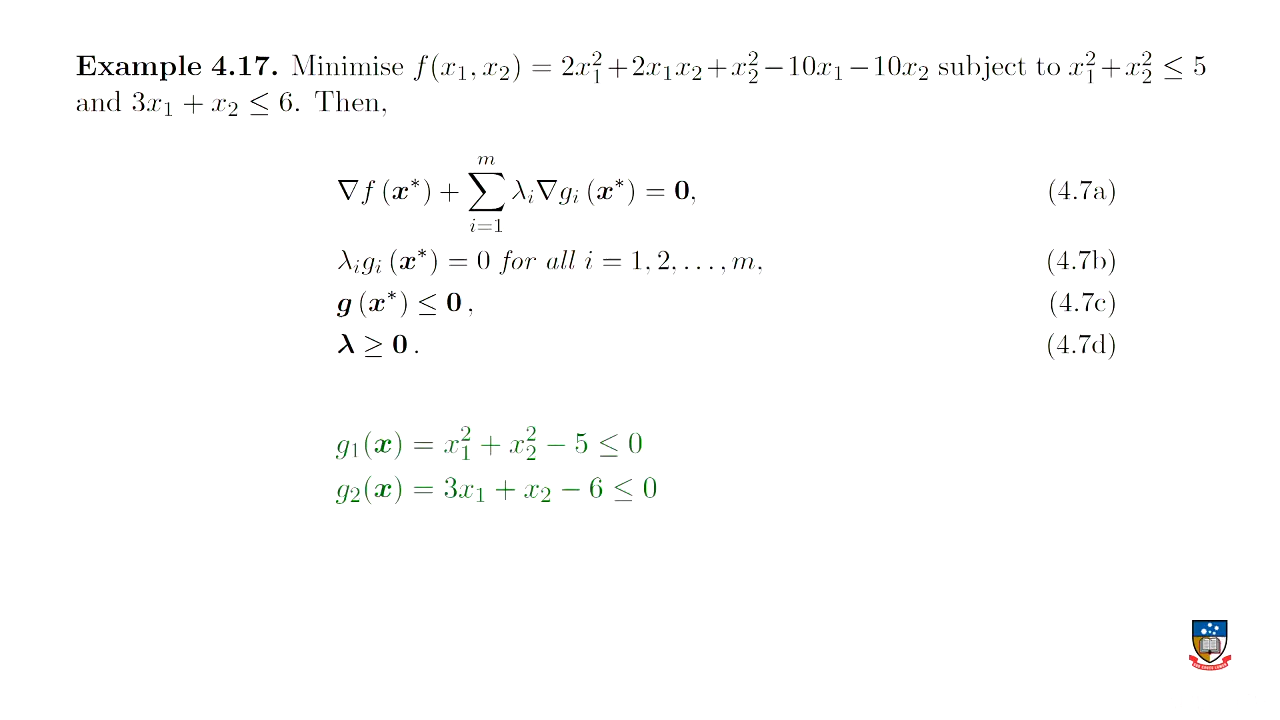 Example 4.17. Minimise f(x₁, x₂) = 2x₁² + 2x₁x₂ + x₂² − 10x₁ − 10x₂ subject to x₁² + x₂² ≤ 5
and 3x₁ + x₂ ≤ 6. Then,
∇f (x*) + ∑_{i=1}^{m} λᵢ∇gᵢ (x*) = 0, (4.7a)
λᵢgᵢ (x*) = 0 for all i = 1, 2, . . . , m, (4.7b)
g (x*) ≤ 0 , (4.7c)
λ ≥ 0 . (4.7d)
g₁(x) = x₁² + x₂² − 5 ≤ 0
g₂(x) = 3x₁ + x₂ − 6 ≤ 0